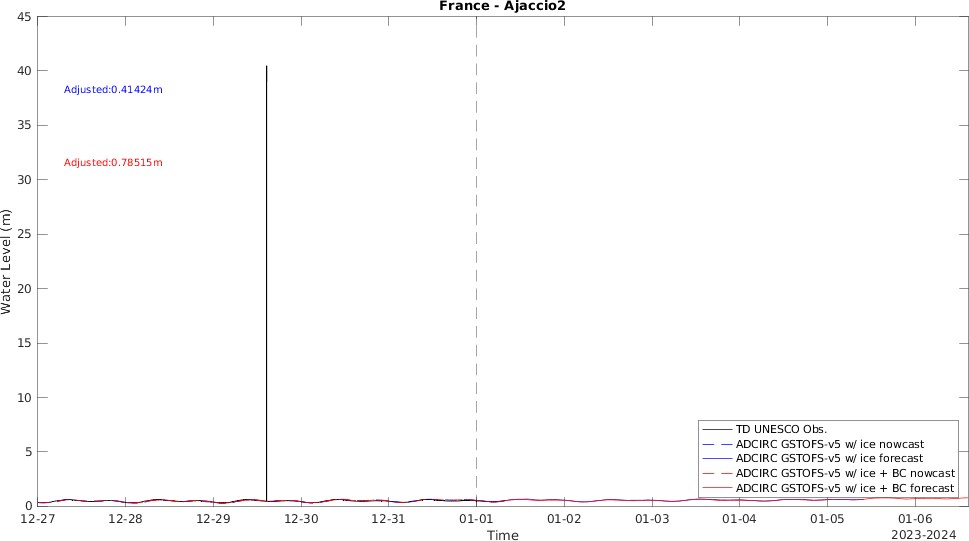 France - Ajaccio2
45
40
35
30
25
20
15
10
5
0
Water Level (m)
Adjusted:0.41424m
Adjusted:0.78515m
TD UNESCO Obs.
ADCIRC GSTOFS-v5 w/ ice nowcast
ADCIRC GSTOFS-v5 w/ ice forecast
ADCIRC GSTOFS-v5 w/ ice + BC nowcast
ADCIRC GSTOFS-v5 w/ ice + BC forecast
12-27 12-28 12-29 12-30 12-31 01-01 01-02 01-03 01-04 01-05 01-06
Time
2023-2024